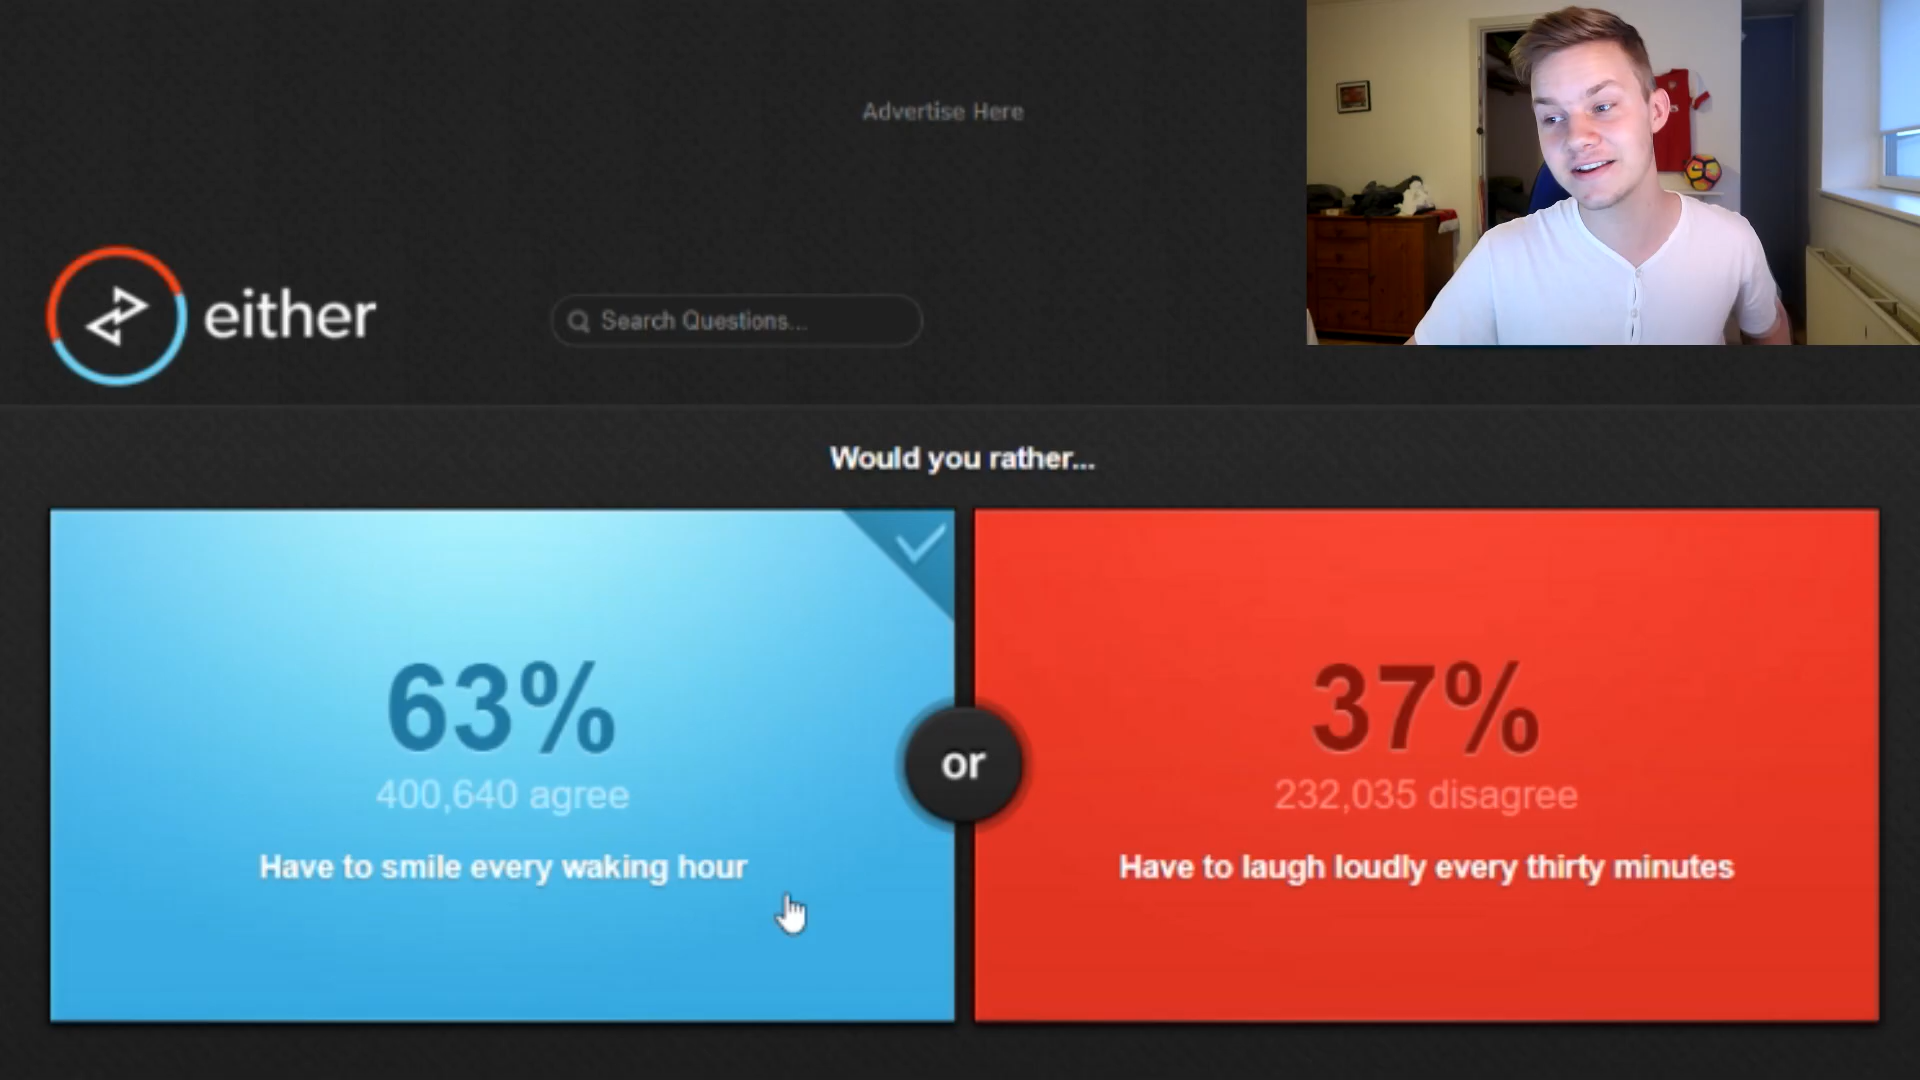 Advertise Here
either
Search Questions...
Would you rather...
63%
400,640 agree
Have to smile every waking hour
or
37%
232,035 disagree
Have to laugh loudly every thirty minutes